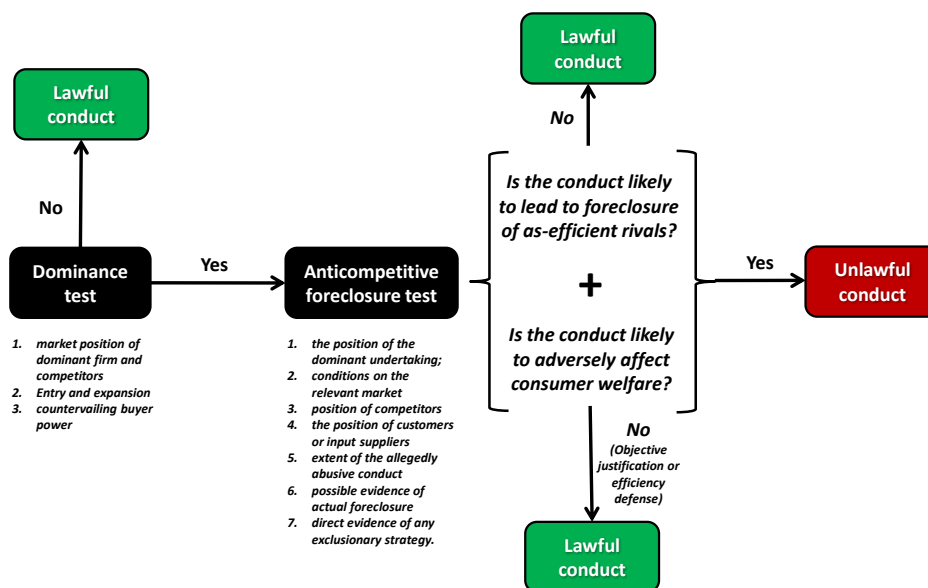 Lawful
conduct
No
Dominance
test
1. market position of
dominant firm and
competitors
2. Entry and expansion
3. countervailing buyer
power
Yes
Anticompetitive
foreclosure test
1. the position of the
dominant undertaking;
2. conditions on the
relevant market
3. position of competitors
4. the position of customers
or input suppliers
5. extent of the allegedly
abusive conduct
6. possible evidence of
actual foreclosure
7. direct evidence of any
exclusionary strategy.
Lawful
conduct
No
Is the conduct likely
to lead to foreclosure
of as-efficient rivals?
+
Is the conduct likely
to adversely affect
consumer welfare?
No
(Objective
justification or
efficiency
defense)
Lawful
conduct
Yes
Unlawful
conduct